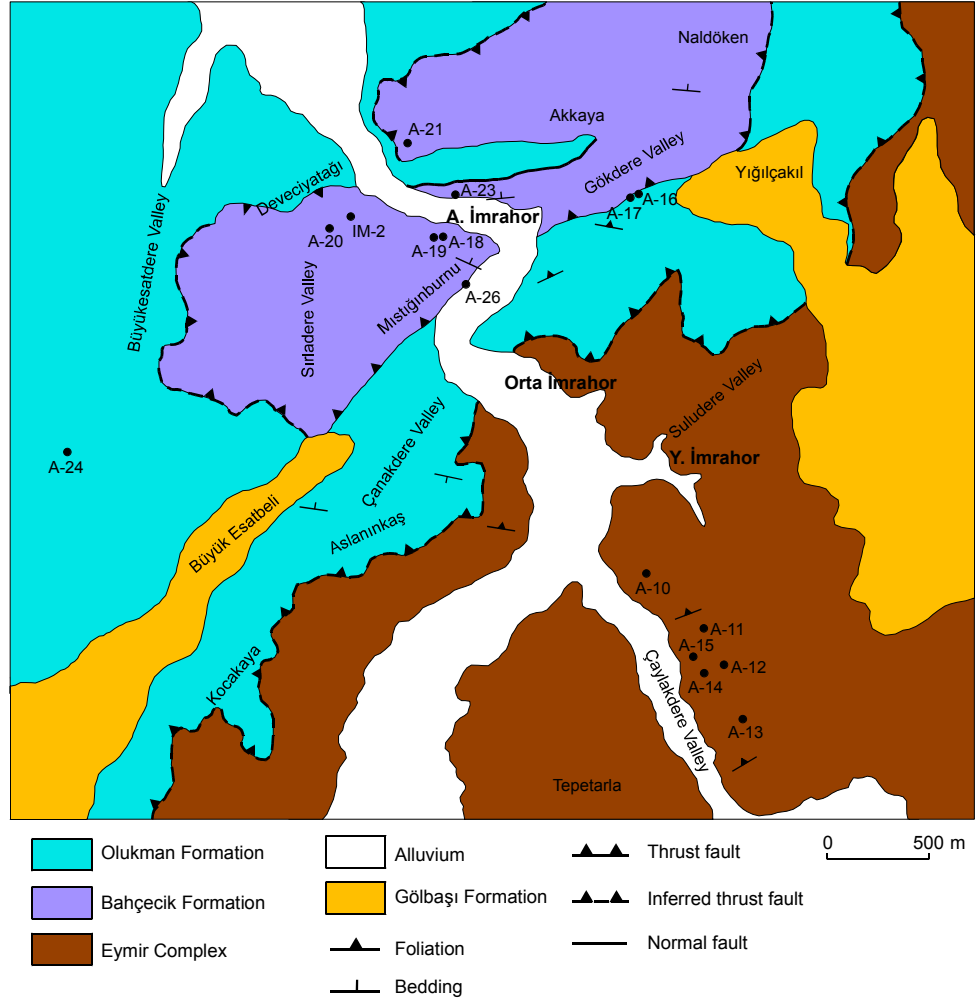 Naldöken
Akkaya
A-21
Gökdere Valley
Yığılçakıl
Deveciyatağı
A-23
A-16
A-17
A. İmrahor
IM-2
A-20
A-19
A-18
Büyükesatdere Valley
Sırladere Valley
Mıstığınburnu
A-26
Orta İmrahor
Suludere Valley
Y. İmrahor
Çanakdere Valley
A-24
Büyük Esatbeli
Aslanınkaş
A-10
A-11
A-15
A-12
A-14
Kocakaya
Çaylakdere Valley
A-13
Tepetarla
Olukman Formation
Alluvium
Thrust fault
0
500 m
Bahçecik Formation
Gölbaşı Formation
Inferred thrust fault
Eymir Complex
Foliation
Normal fault
Bedding